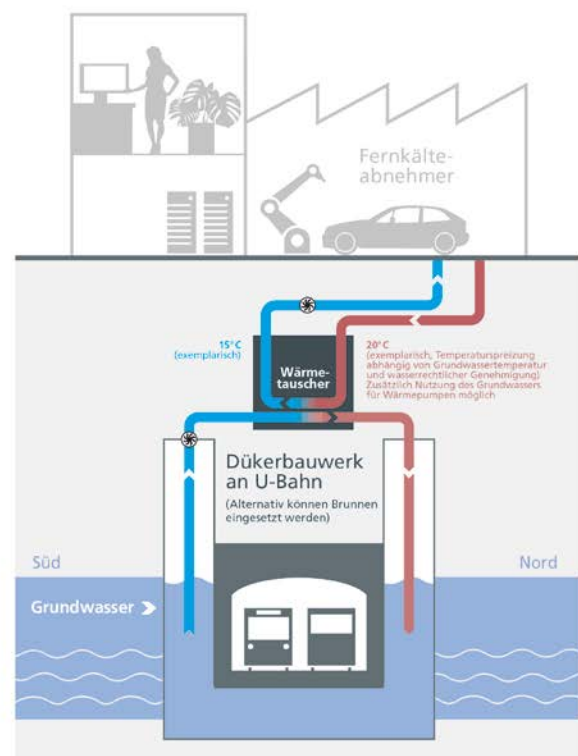 Fernkälte-
abnehmer
15°C
(exemplarisch)
20°C
(exemplarisch, Temperaturspreizung
abhängig von Grundwassertemperatur
und wasserrechtlicher Genehmigung)
Zusätzlich Nutzung des Grundwassers
für Wärmepumpen möglich
Wärme-
tauscher
Dükerbauwerk
an U-Bahn
(Alternativ können Brunnen
eingesetzt werden)
Süd
Nord
Grundwasser